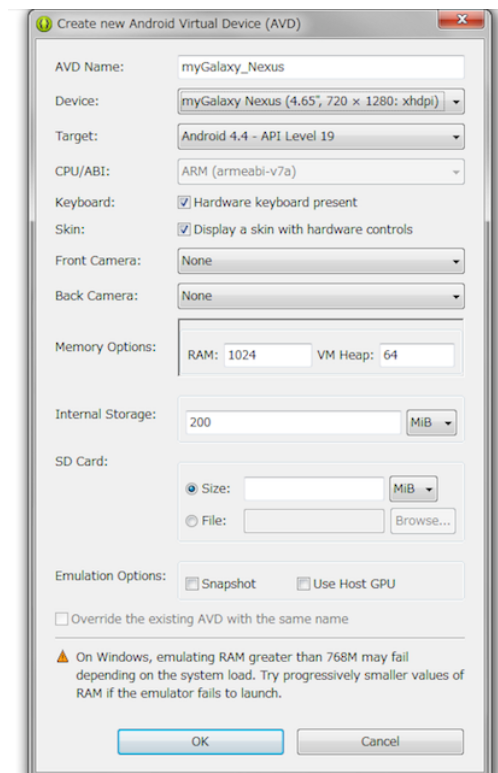 Create new Android Virtual Device (AVD)
AVD Name: myGalaxy_Nexus
Device: myGalaxy Nexus (4.65", 720 × 1280: xhdpi)
Target: Android 4.4 - API Level 19
CPU/ABI: ARM (armeabi-v7a)
Keyboard: Hardware keyboard present
Skin: Display a skin with hardware controls
Front Camera: None
Back Camera: None
Memory Options: RAM: 1024 VM Heap: 64
Internal Storage: 200 MiB
SD Card:
Size: MiB
File: Browse...
Emulation Options: Snapshot Use Host GPU
Override the existing AVD with the same name
On Windows, emulating RAM greater than 768M may fail
depending on the system load. Try progressively smaller values of
RAM if the emulator fails to launch.
OK Cancel